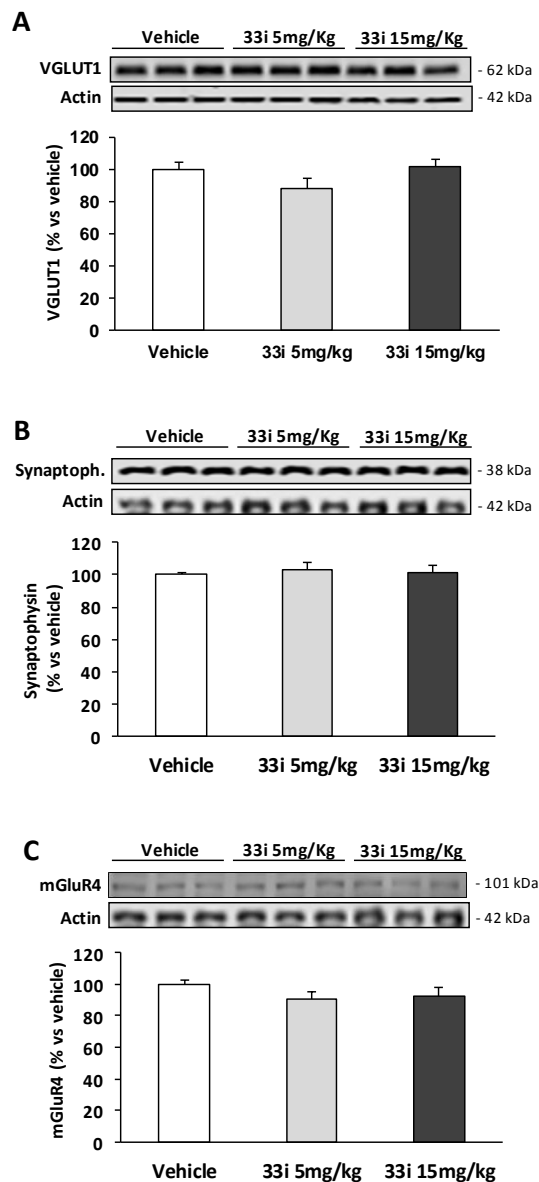 A
Vehicle 33i 5mg/Kg 33i 15mg/Kg
VGLUT1 - 62 kDa
Actin - 42 kDa
VGLUT1 (% vs vehicle)
120
100
80
60
40
20
0
Vehicle 33i 5mg/kg 33i 15mg/kg
B
Vehicle 33i 5mg/Kg 33i 15mg/Kg
Synaptoph. - 38 kDa
Actin - 42 kDa
Synaptophysin
(% vs vehicle)
120
100
80
60
40
20
0
Vehicle 33i 5mg/kg 33i 15mg/kg
C
Vehicle 33i 5mg/Kg 33i 15mg/Kg
mGluR4 - 101 kDa
Actin - 42 kDa
mGluR4 (% vs vehicle)
120
100
80
60
40
20
0
Vehicle 33i 5mg/kg 33i 15mg/kg